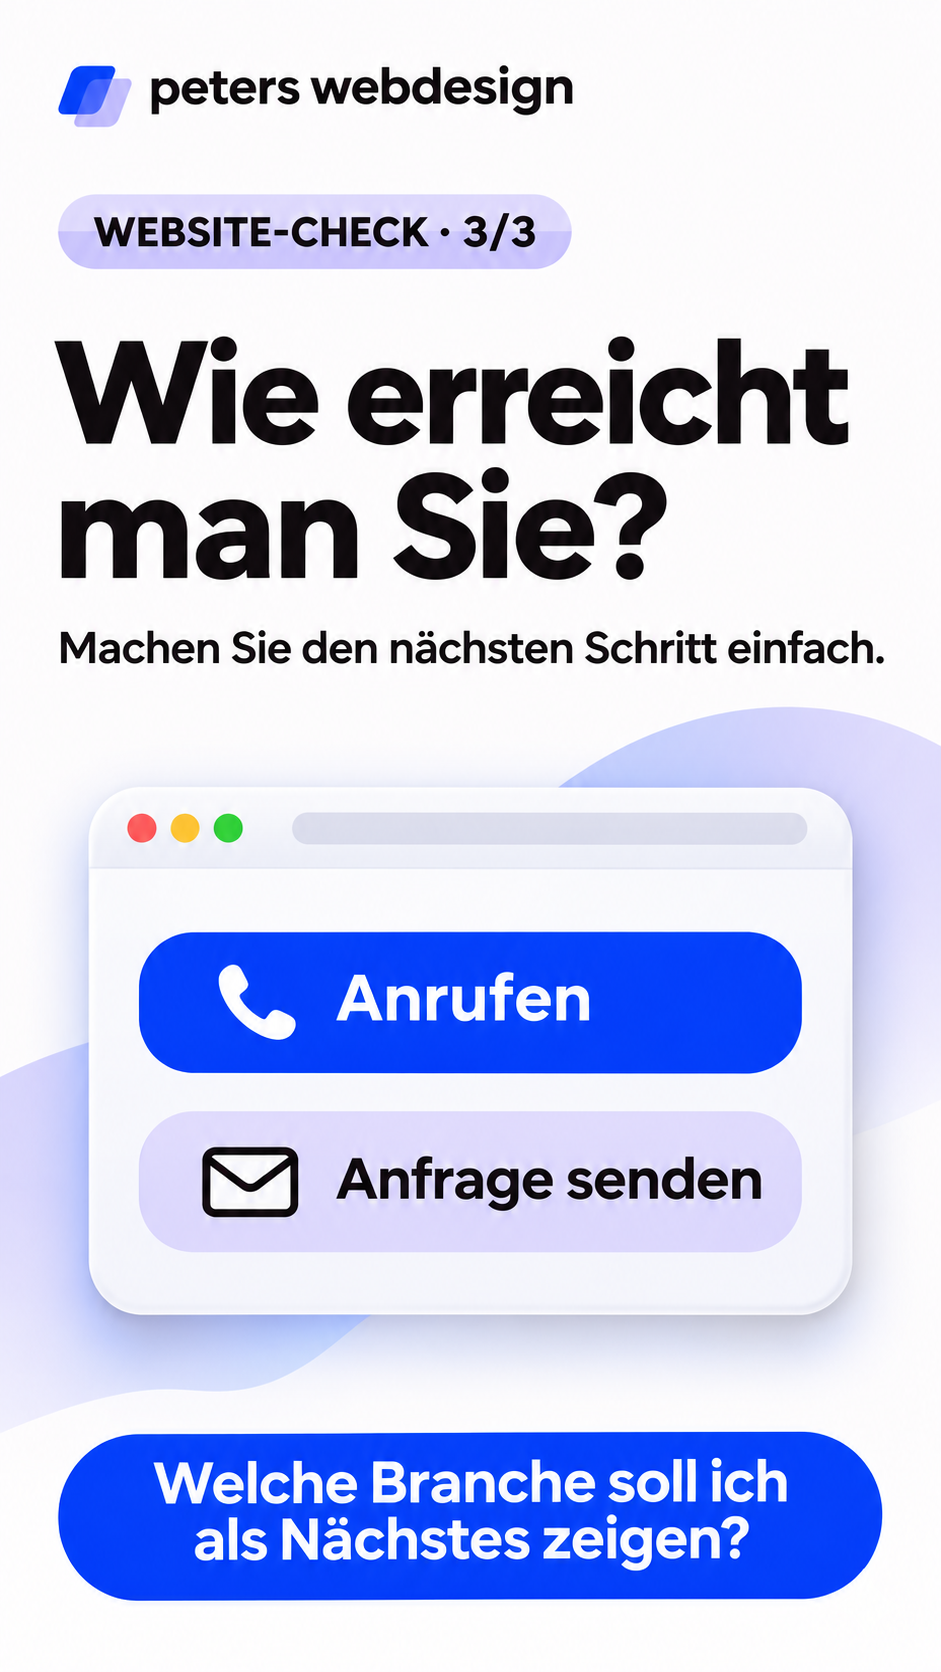 peters webdesign
WEBSITE-CHECK · 3/3
Wie erreicht
man Sie?
Machen Sie den nächsten Schritt einfach.
Anrufen
Anfrage senden
Welche Branche soll ich
als Nächstes zeigen?